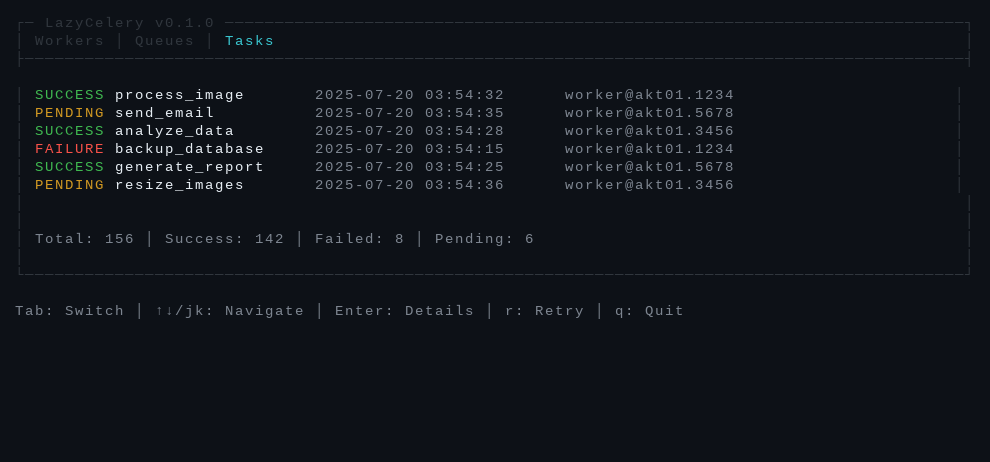 LazyCelery v0.1.0
Workers │ Queues │ Tasks
SUCCESS process_image 2025-07-20 03:54:32 worker@akt01.1234
PENDING send_email 2025-07-20 03:54:35 worker@akt01.5678
SUCCESS analyze_data 2025-07-20 03:54:28 worker@akt01.3456
FAILURE backup_database 2025-07-20 03:54:15 worker@akt01.1234
SUCCESS generate_report 2025-07-20 03:54:25 worker@akt01.5678
PENDING resize_images 2025-07-20 03:54:36 worker@akt01.3456
Total: 156 │ Success: 142 │ Failed: 8 │ Pending: 6
Tab: Switch │ ↑↓/jk: Navigate │ Enter: Details │ r: Retry │ q: Quit